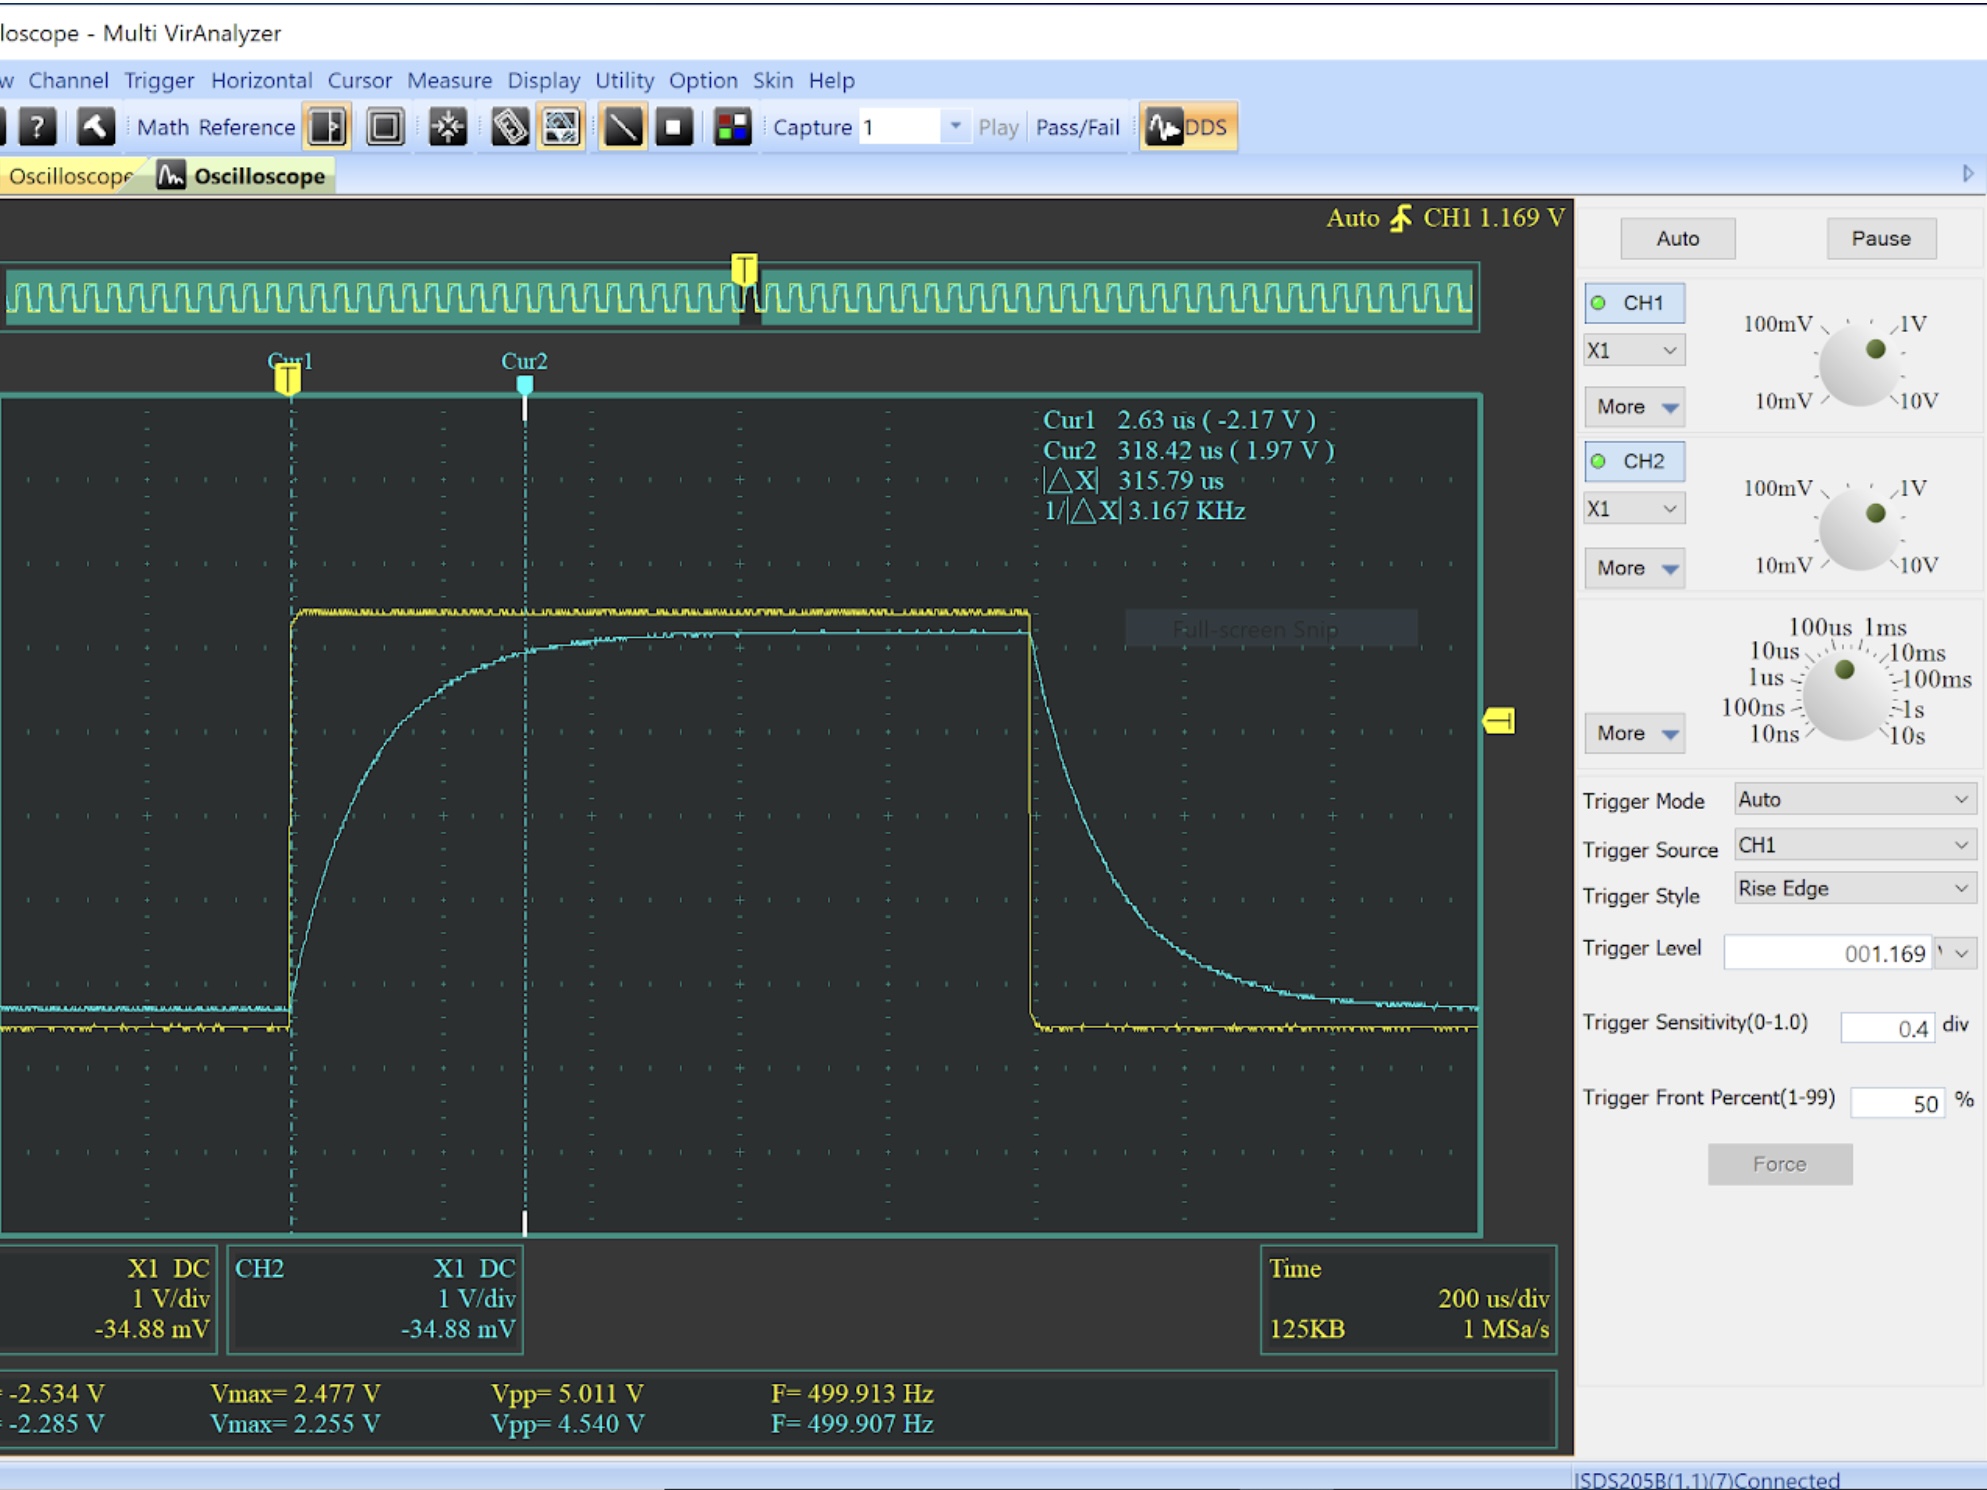 loscope - Multi VirAnalyzer
w Channel Trigger Horizontal Cursor Measure Display Utility Option Skin Help
? Math Reference Capture 1 Play Pass/Fail DDS
Oscilloscope Oscilloscope
Auto CH1 1.169 V
T
Cur1 Cur2
T
Cur1 2.63 us ( -2.17 V )
Cur2 318.42 us ( 1.97 V )
|△X| 315.79 us
1/|△X| 3.167 KHz
Full-screen Snip
X1 DC
1 V/div
-34.88 mV
CH2 X1 DC
1 V/div
-34.88 mV
Time
200 us/div
125KB 1 MSa/s
= -2.534 V Vmax= 2.477 V Vpp= 5.011 V F= 499.913 Hz
= -2.285 V Vmax= 2.255 V Vpp= 4.540 V F= 499.907 Hz
Auto Pause
CH1
X1
More
100mV 1V
10mV 10V
CH2
X1
More
100mV 1V
10mV 10V
100us 1ms
10us 10ms
1us 100ms
100ns 1s
10ns 10s
More
Trigger Mode Auto
Trigger Source CH1
Trigger Style Rise Edge
Trigger Level 001.169
Trigger Sensitivity(0-1.0) 0.4 div
Trigger Front Percent(1-99) 50 %
Force
ISDS205B(1,1)(7)Connected